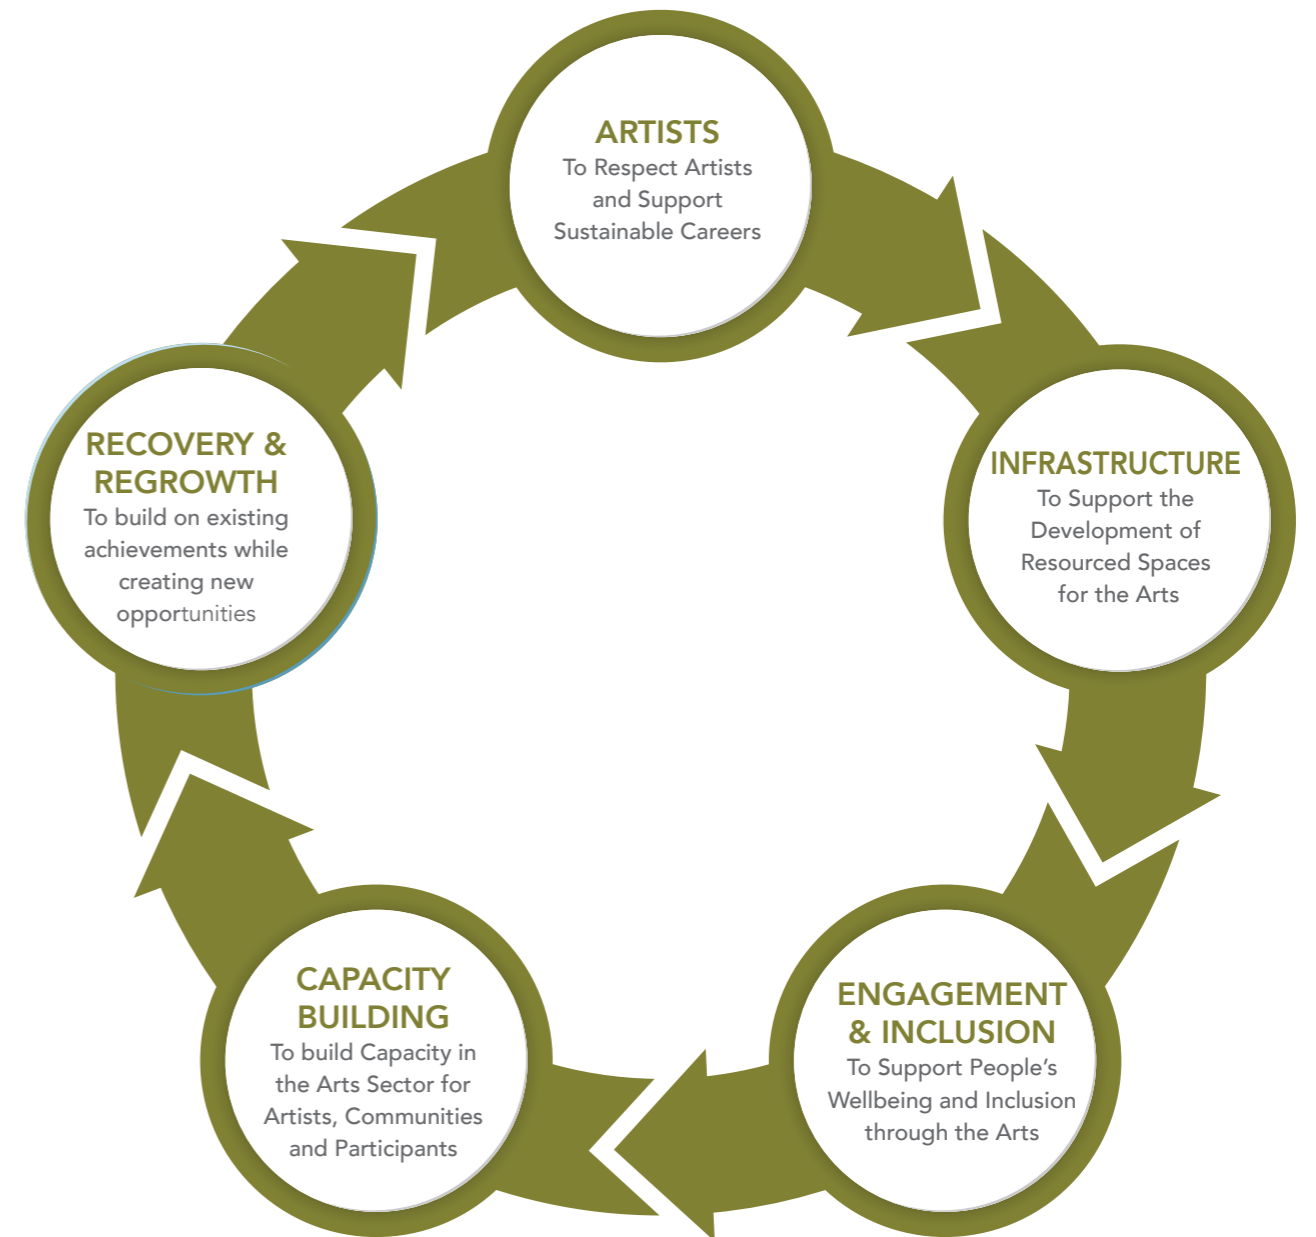 ARTISTS
To Respect Artists
and Support
Sustainable Careers
INFRASTRUCTURE
To Support the
Development of
Resourced Spaces
for the Arts
ENGAGEMENT
& INCLUSION
To Support People’s
Wellbeing and Inclusion
through the Arts
CAPACITY
BUILDING
To build Capacity in
the Arts Sector for
Artists, Communities
and Participants
RECOVERY &
REGROWTH
To build on existing
achievements while
creating new
opportunities